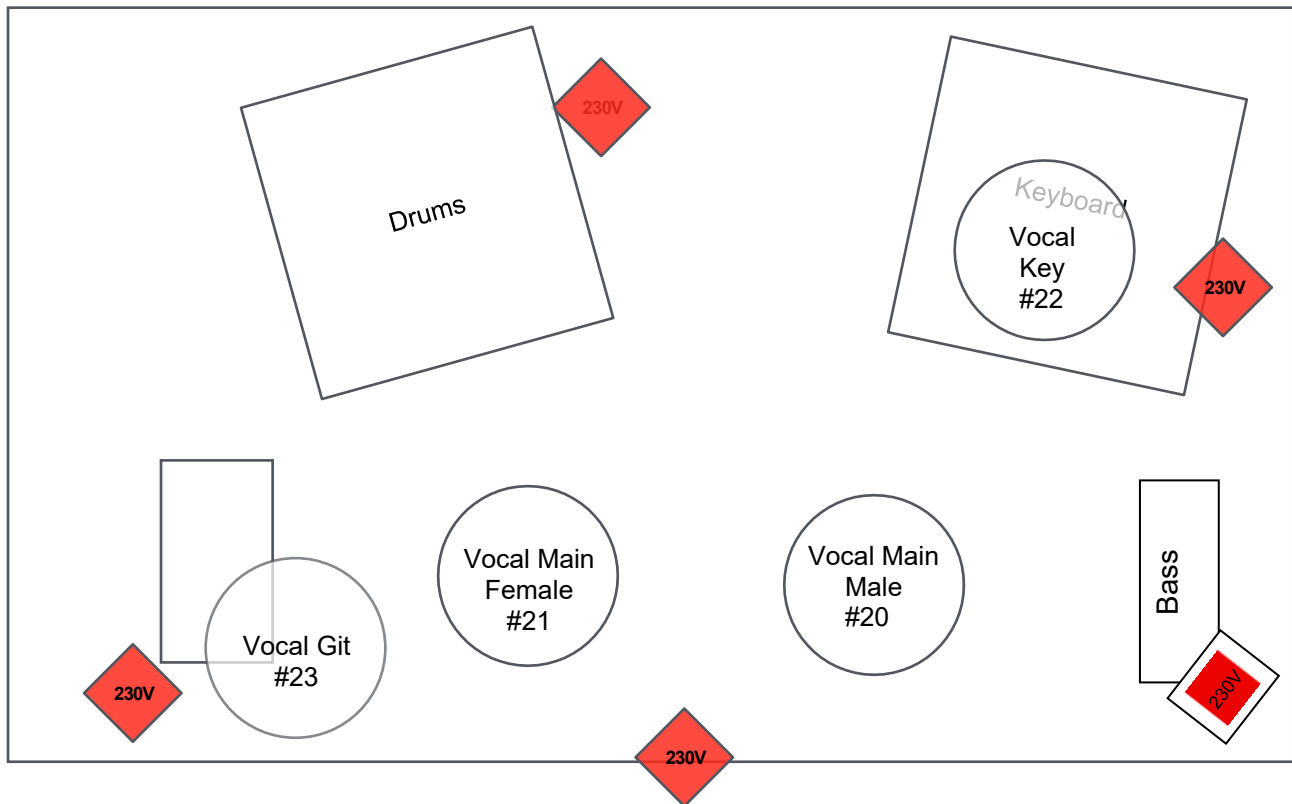 230V
Drums
Keyboard
Vocal
Key
#22
230V
Vocal Main
Female
#21
Vocal Main
Male
#20
Bass
Vocal Git
#23
230V
230V
230V